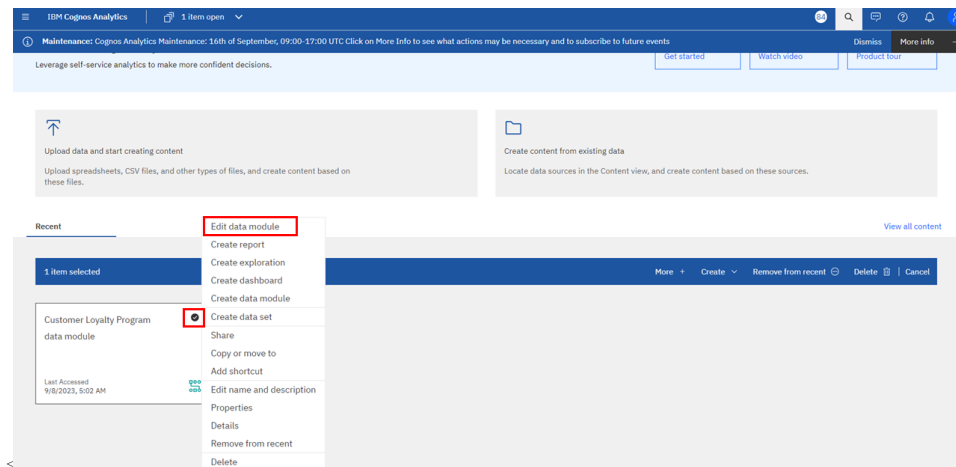 IBM Cognos Analytics
1 item open
84
Maintenance: Cognos Analytics Maintenance: 16th of September, 09:00-17:00 UTC Click on More Info to see what actions may be necessary and to subscribe to future events
Dismiss
More info
Leverage self-service analytics to make more confident decisions.
Get started
Watch video
Product tour
Upload data and start creating content
Upload spreadsheets, CSV files, and other types of files, and create content based on
these files.
Create content from existing data
Locate data sources in the Content view, and create content based on these sources.
Recent
View all content
1 item selected
More +
Create
Remove from recent
Delete
Cancel
Customer Loyalty Program
data module
Last Accessed
9/8/2023, 5:02 AM
Edit data module
Create report
Create exploration
Create dashboard
Create data module
Create data set
Share
Copy or move to
Add shortcut
Edit name and description
Properties
Details
Remove from recent
Delete
<